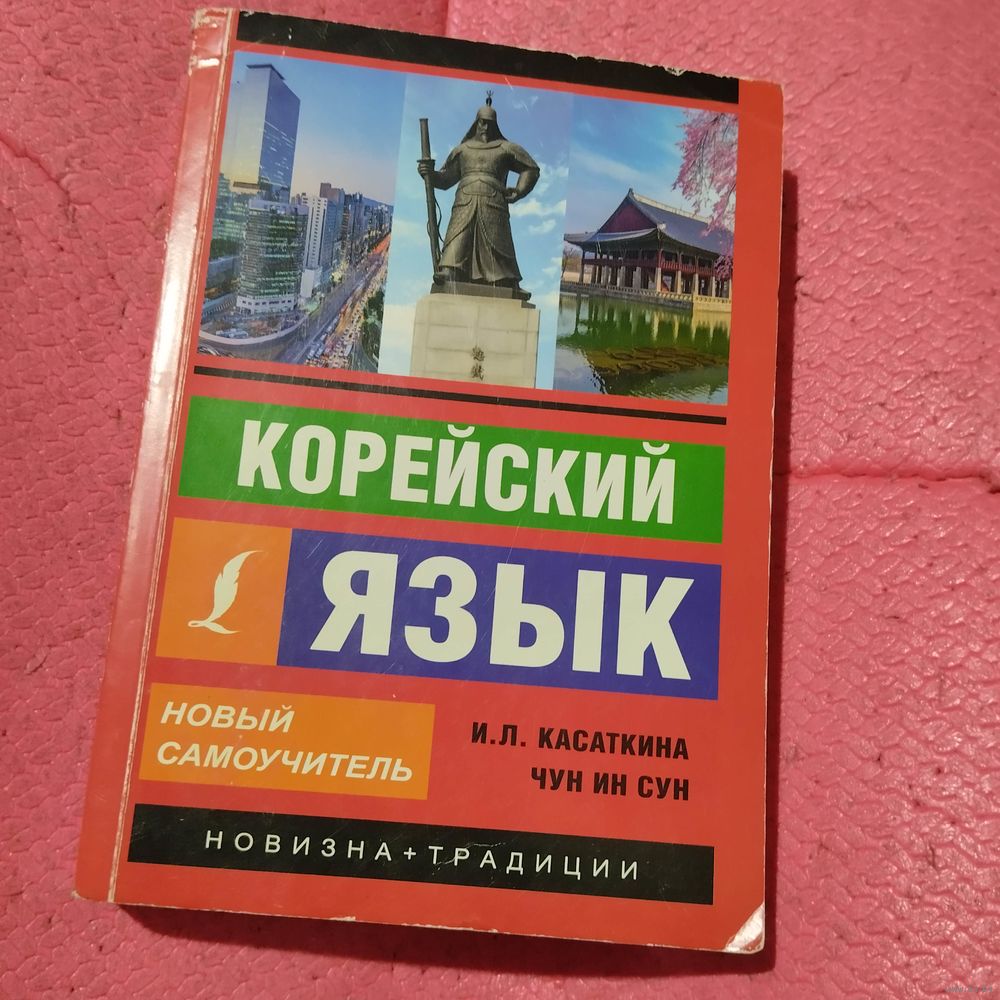 КОРЕЙСКИЙ
ЯЗЫК
НОВЫЙ
САМОУЧИТЕЛЬ
И.Л. КАСАТКИНА
ЧУН ИН СУН
НОВИЗНА+ТРАДИЦИИ